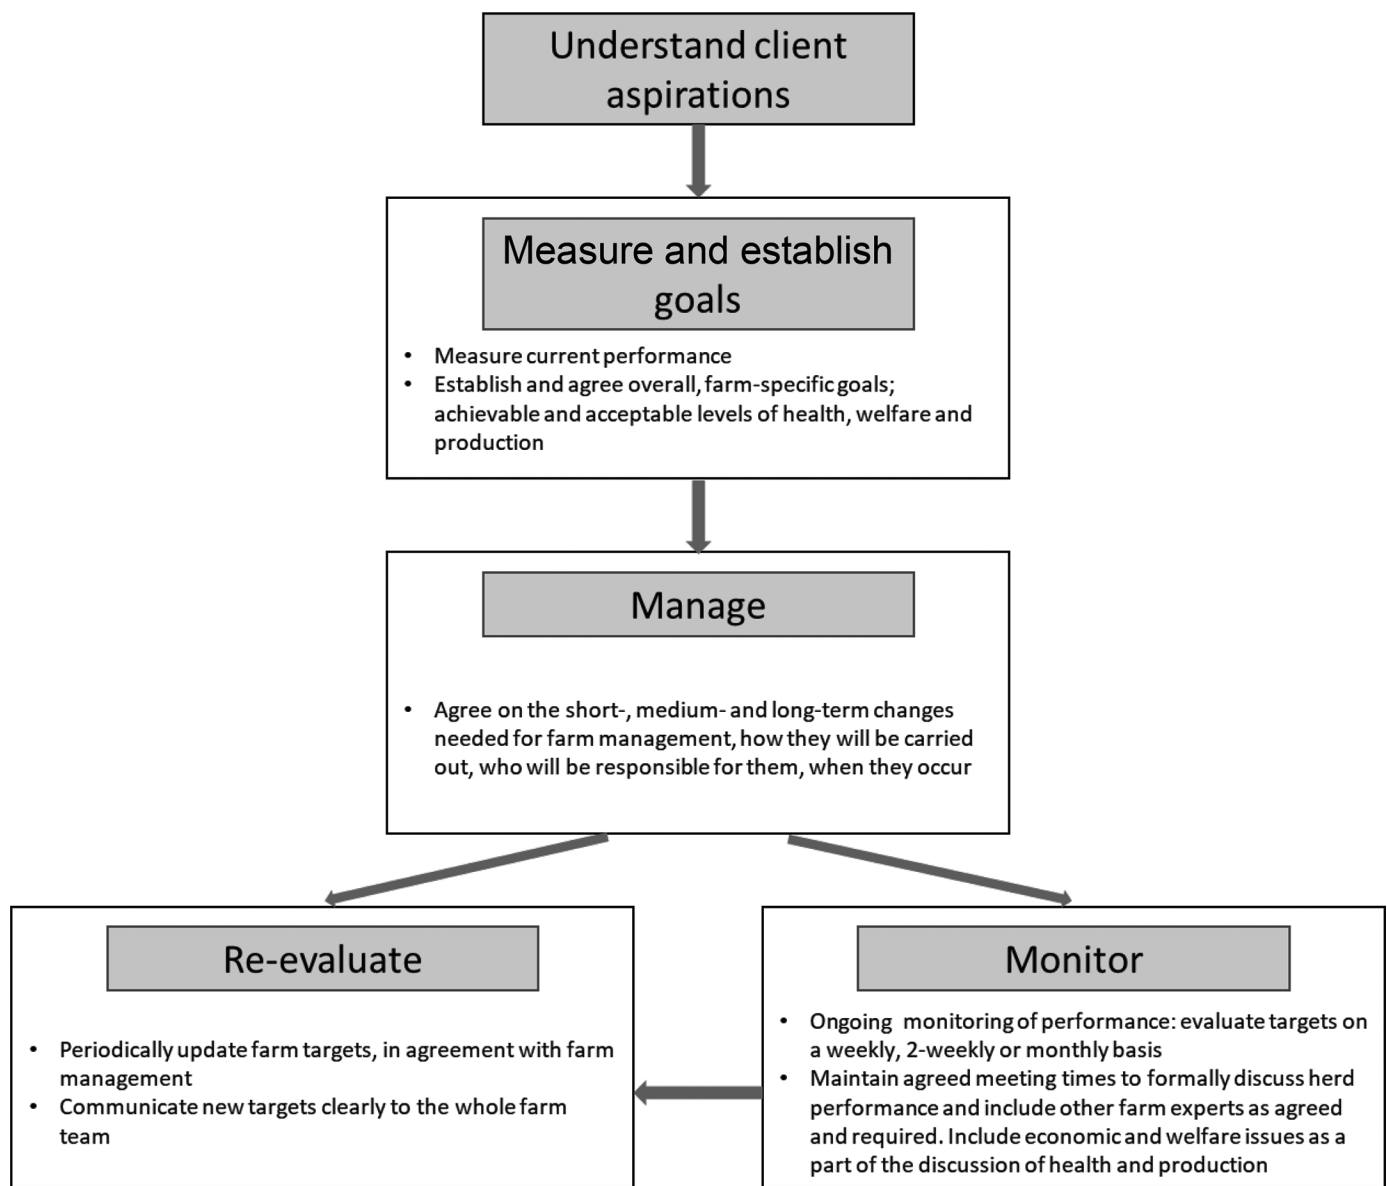 Understand client
aspirations
Measure and establish
goals
• Measure current performance
• Establish and agree overall, farm-specific goals;
achievable and acceptable levels of health, welfare and
production
Manage
• Agree on the short-, medium- and long-term changes
needed for farm management, how they will be carried
out, who will be responsible for them, when they occur
Re-evaluate
• Periodically update farm targets, in agreement with farm
management
• Communicate new targets clearly to the whole farm
team
Monitor
• Ongoing monitoring of performance: evaluate targets on
a weekly, 2-weekly or monthly basis
• Maintain agreed meeting times to formally discuss herd
performance and include other farm experts as agreed
and required. Include economic and welfare issues as a
part of the discussion of health and production